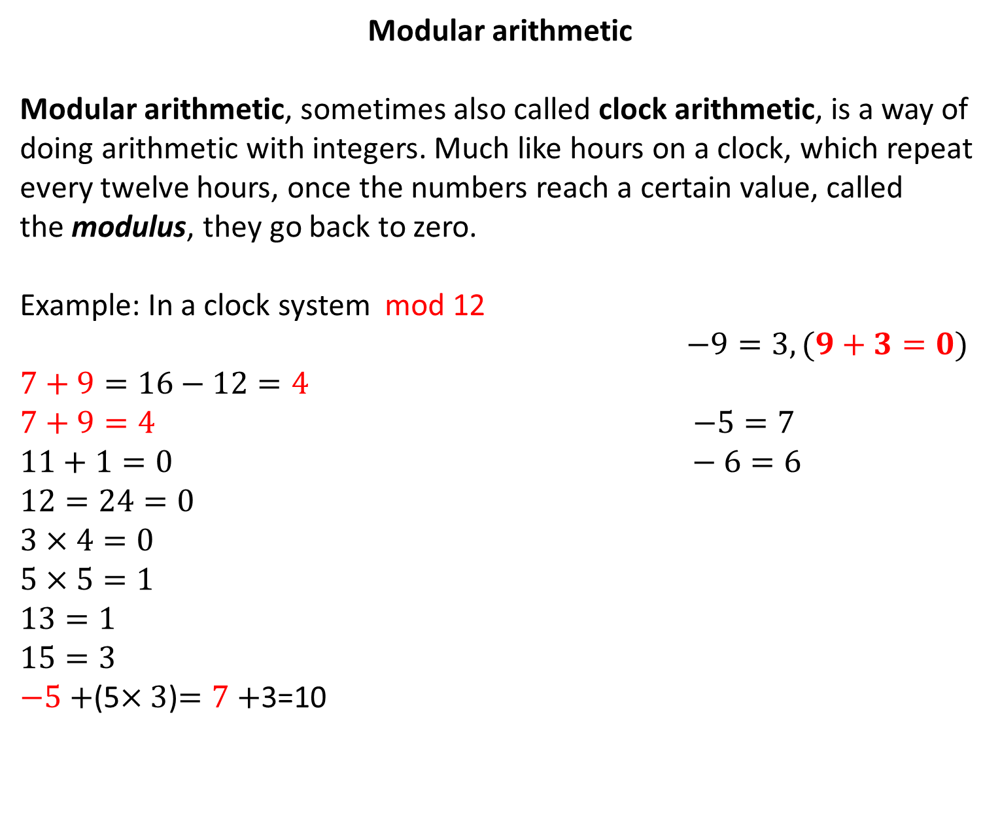 Modular arithmetic
Modular arithmetic, sometimes also called clock arithmetic, is a way of
doing arithmetic with integers. Much like hours on a clock, which repeat
every twelve hours, once the numbers reach a certain value, called
the modulus, they go back to zero.
Example: In a clock system mod 12
−9 = 3, (9 + 3 = 0)
7 + 9 = 16 − 12 = 4
7 + 9 = 4
−5 = 7
11 + 1 = 0
− 6 = 6
12 = 24 = 0
3 × 4 = 0
5 × 5 = 1
13 = 1
15 = 3
−5 +(5× 3)= 7 +3=10